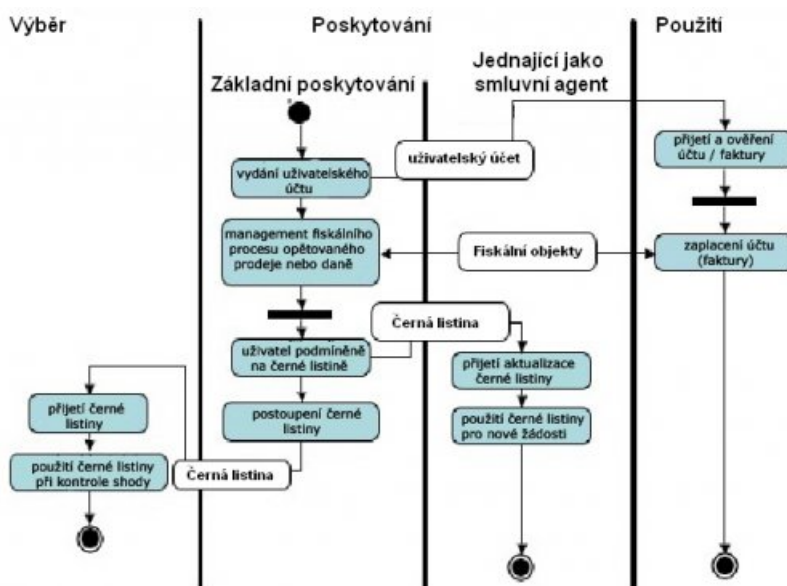 Výběr
Poskytování
Použití
Základní poskytování
Jednající jako
smluvní agent
uživatelský účet
vydání uživatelského
účtu
přijetí a ověření
účtu / faktury
management fiskálního
procesu opětovaného
prodeje nebo daně
Fiskální objekty
zaplacení účtu
(faktury)
Černá listina
uživatel podmíněně
na černé listině
přijetí aktualizace
černé listiny
přijetí černé
listiny
postoupení černé
listiny
použití černé listiny
pro nové žádosti
použití černé listiny
při kontrole shody
Černá listina